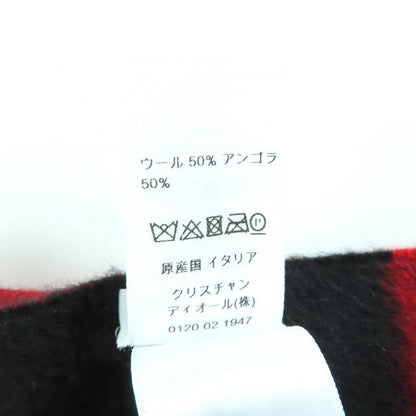 ウール 50% アンゴラ
50%
原産国 イタリア
クリスチャン
ディオール(株)
0120 02 1947